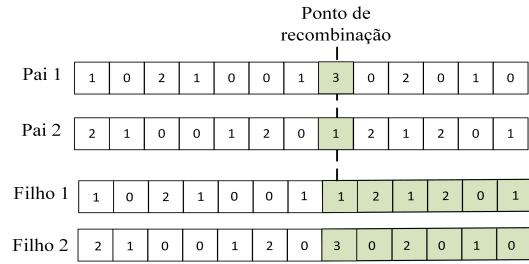 Ponto de
recombinação
Pai 1 1 0 2 1 0 0 1 3 0 2 0 1 0
Pai 2 2 1 0 0 1 2 0 1 2 1 2 0 1
Filho 1 1 0 2 1 0 0 1 1 2 1 2 0 1
Filho 2 2 1 0 0 1 2 0 3 0 2 0 1 0